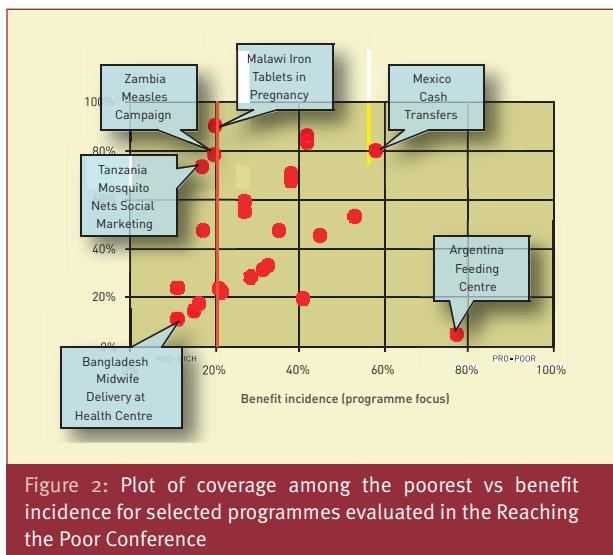 Zambia
Measles
Campaign
Malawi Iron
Tablets in
Pregnancy
Mexico
Cash
Transfers
100%
80%
Tanzania
Mosquito
Nets Social
Marketing
60%
40%
Argentina
Feeding
Centre
20%
0%
Bangladesh
Midwife
Delivery at
Health Centre
PRO-POOR
20% 40% 60% 80% 100%
Benefit incidence (programme focus)
Figure 2: Plot of coverage among the poorest vs benefit
incidence for selected programmes evaluated in the Reaching
the Poor Conference